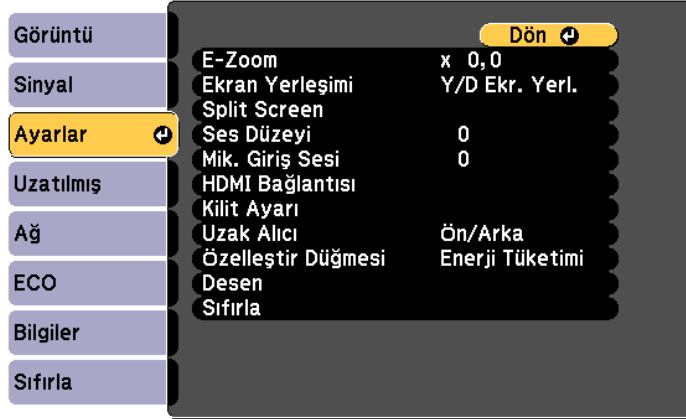 Görüntü
Sinyal
Ayarlar
Uzatılmış
Ağ
ECO
Bilgiler
Sıfırla
Dön
E-Zoom x 0,0
Ekran Yerleşimi Y/D Ekr. Yerl.
Split Screen
Ses Düzeyi 0
Mik. Giriş Sesi 0
HDMI Bağlantısı
Kilit Ayarı
Uzak Alıcı Ön/Arka
Özelleştir Düğmesi Enerji Tüketimi
Desen
Sıfırla